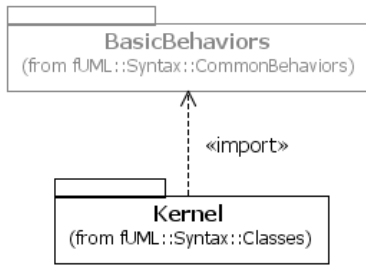 BasicBehaviors
(from fUML::Syntax::CommonBehaviors)
«import»
Kernel
(from fUML::Syntax::Classes)